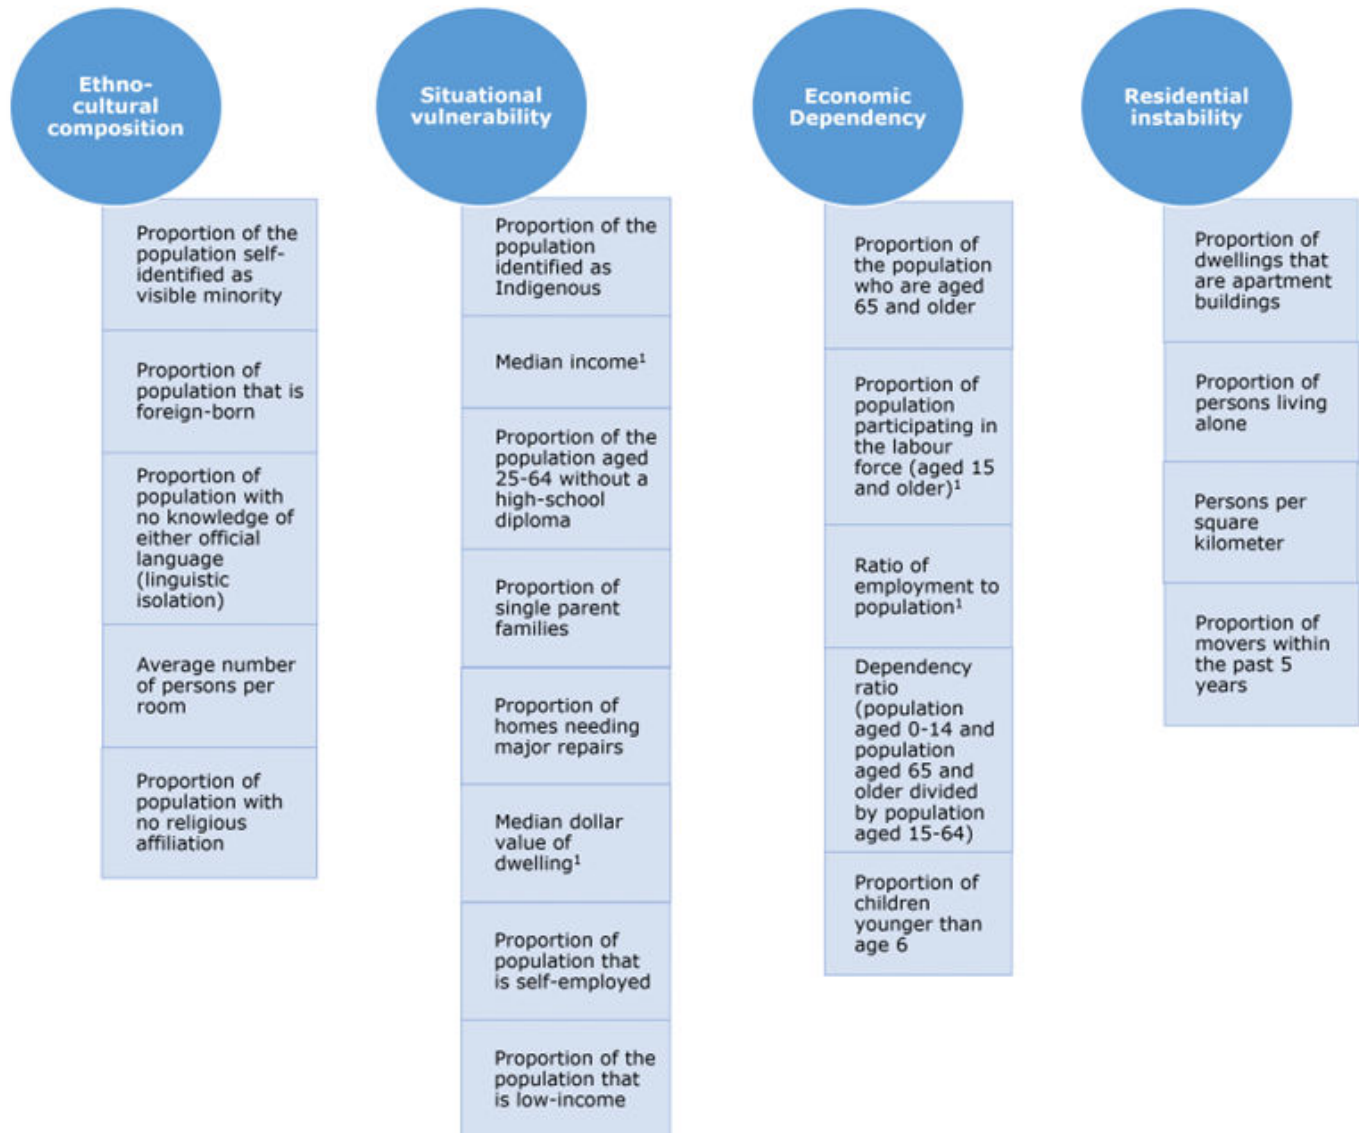 Ethno-
cultural
composition
Proportion of the
population self-
identified as
visible minority
Proportion of
population that is
foreign-born
Proportion of
population with
no knowledge of
either official
language
(linguistic
isolation)
Average number
of persons per
room
Proportion of
population with
no religious
affiliation
Situational
vulnerability
Proportion of the
population
identified as
Indigenous
Median income¹
Proportion of the
population aged
25-64 without a
high-school
diploma
Proportion of
single parent
families
Proportion of
homes needing
major repairs
Median dollar
value of
dwelling¹
Proportion of
population that
is self-employed
Proportion of the
population that
is low-income
Economic
Dependency
Proportion of
the population
who are aged
65 and older
Proportion of
population
participating in
the labour
force (aged 15
and older)¹
Ratio of
employment to
population¹
Dependency
ratio
(population
aged 0-14 and
population
aged 65 and
older divided
by population
aged 15-64)
Proportion of
children
younger than
age 6
Residential
instability
Proportion of
dwellings that
are apartment
buildings
Proportion of
persons living
alone
Persons per
square
kilometer
Proportion of
movers within
the past 5
years